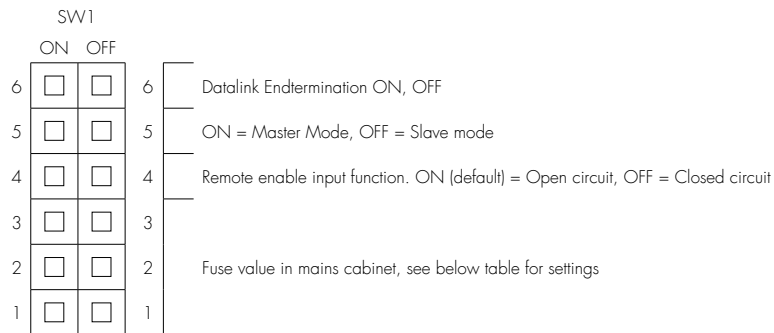 SW1
ON OFF
6 6 Datalink Endtermination ON, OFF
5 5 ON = Master Mode, OFF = Slave mode
4 4 Remote enable input function. ON (default) = Open circuit, OFF = Closed circuit
3 3
2 2 Fuse value in mains cabinet, see below table for settings
1 1